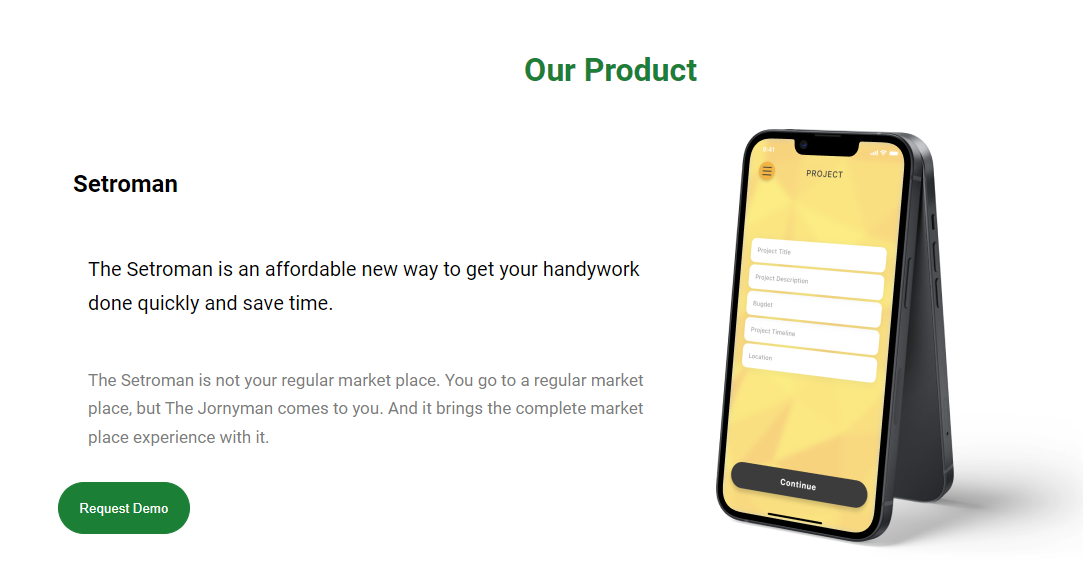 Our Product
Setroman
The Setroman is an affordable new way to get your handywork
done quickly and save time.
The Setroman is not your regular market place. You go to a regular market
place, but The Jornyman comes to you. And it brings the complete market
place experience with it.
Request Demo
9:41
PROJECT
Project Title
Project Description
Bugdet
Project Timeline
Location
Continue